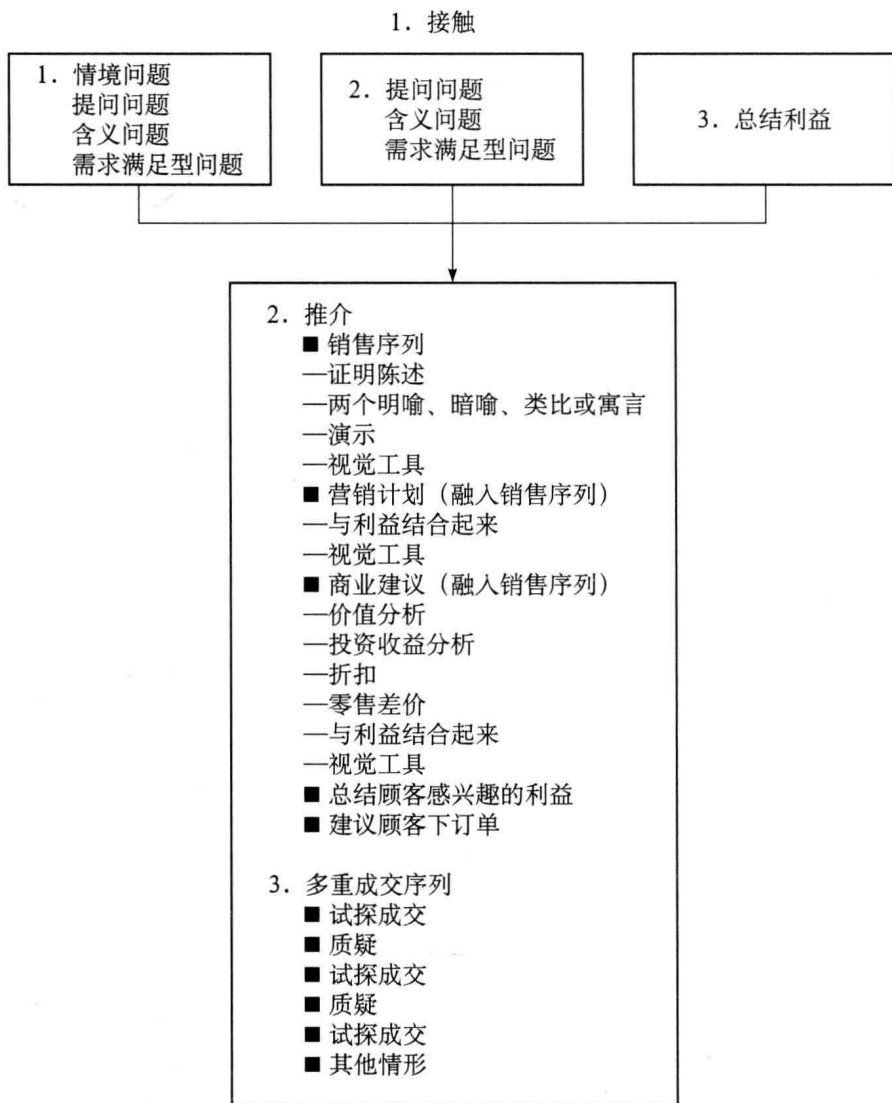 1．接触
1．情境问题
提问问题
含义问题
需求满足型问题
2．提问问题
含义问题
需求满足型问题
3．总结利益
2．推介
■ 销售序列
—证明陈述
—两个明喻、暗喻、类比或寓言
—演示
—视觉工具
■ 营销计划（融入销售序列）
—与利益结合起来
—视觉工具
■ 商业建议（融入销售序列）
—价值分析
—投资收益分析
—折扣
—零售差价
—与利益结合起来
—视觉工具
■ 总结顾客感兴趣的利益
■ 建议顾客下订单
3．多重成交序列
■ 试探成交
■ 质疑
■ 试探成交
■ 质疑
■ 试探成交
■ 其他情形